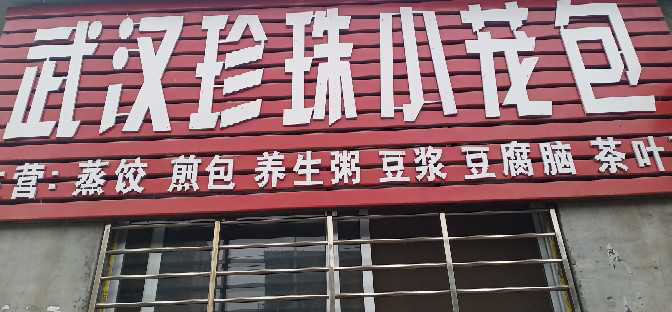 武汉珍珠小茏包
营:蒸饺 煎包 养生粥 豆浆 豆腐脑 茶叶